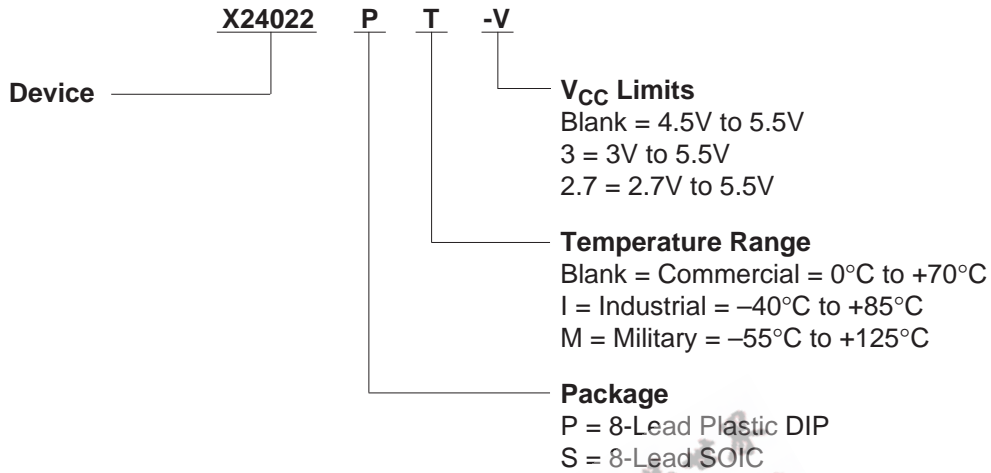 X24022 P T -V
Device
VCC Limits
Blank = 4.5V to 5.5V
3 = 3V to 5.5V
2.7 = 2.7V to 5.5V
Temperature Range
Blank = Commercial = 0°C to +70°C
I = Industrial = –40°C to +85°C
M = Military = –55°C to +125°C
Package
P = 8-Lead Plastic DIP
S = 8-Lead SOIC